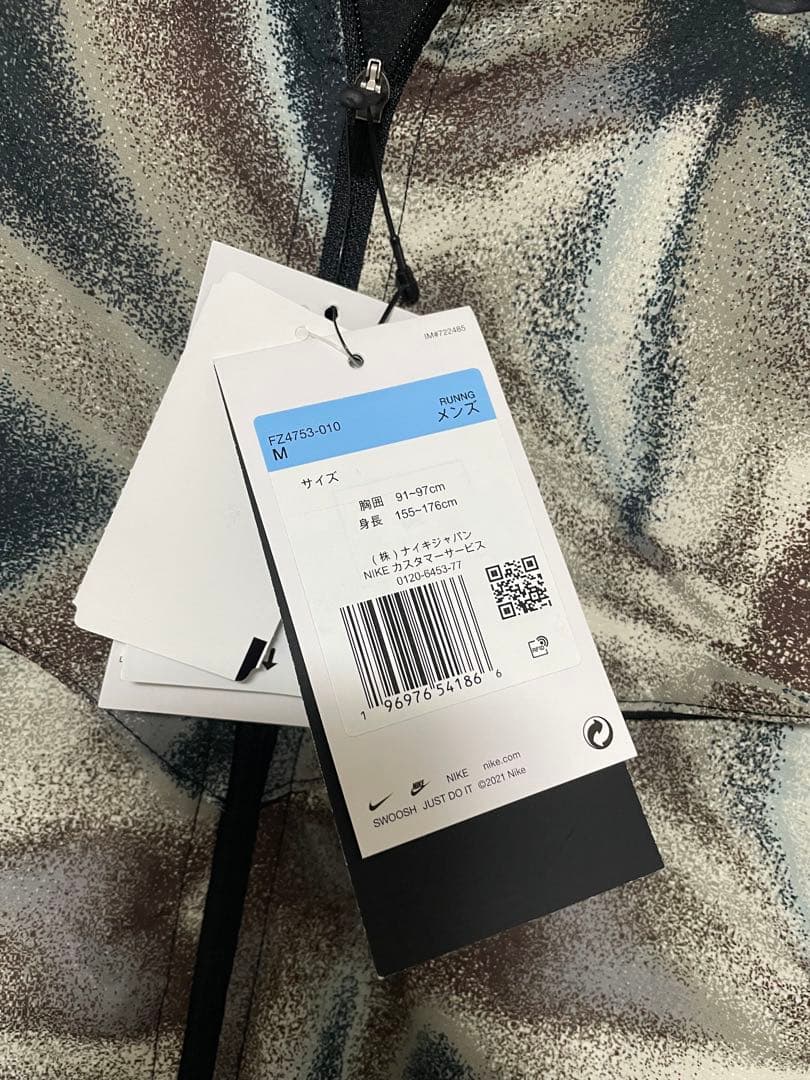 IM#722485
RUNNG
FZ4753-010
メンズ
M
サイズ
胸囲 91~97cm
身長 155~176cm
(株)ナイキジャパン
NIKE カスタマーサービス
0120-6453-77
RFID
1 96976 54186 6
NIKE nike.com
SWOOSH JUST DO IT ©2021 Nike